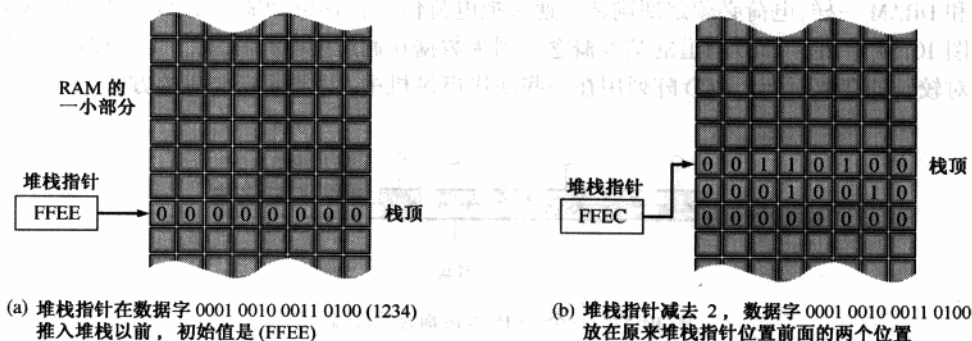 RAM 的
一小部分
堆栈指针
FFEE
0 0 0 0 0 0 0 0
栈顶
(a) 堆栈指针在数据字 0001 0010 0011 0100 (1234)
推入堆栈以前，初始值是 (FFEE)
0 0 1 1 0 1 0 0
栈顶
堆栈指针
0 0 0 1 0 0 1 0
FFEC
0 0 0 0 0 0 0 0
(b) 堆栈指针减去 2，数据字 0001 0010 0011 0100
放在原来堆栈指针位置前面的两个位置